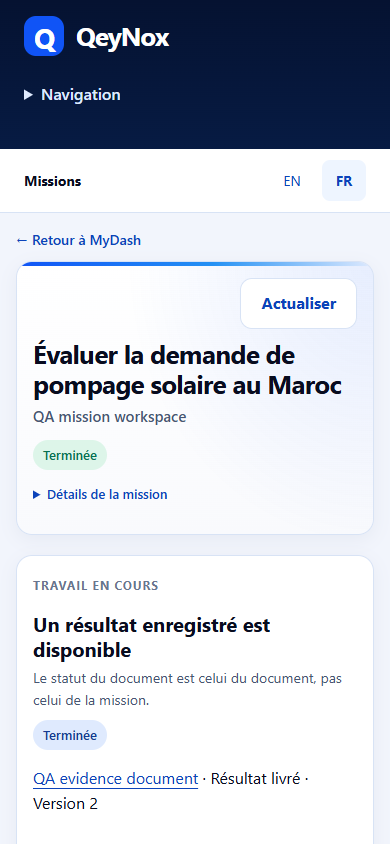 Q QeyNox
▶ Navigation
Missions EN FR
← Retour à MyDash
Actualiser
Évaluer la demande de
pompage solaire au Maroc
QA mission workspace
Terminée
▶ Détails de la mission
TRAVAIL EN COURS
Un résultat enregistré est
disponible
Le statut du document est celui du document, pas
celui de la mission.
Terminée
QA evidence document · Résultat livré ·
Version 2